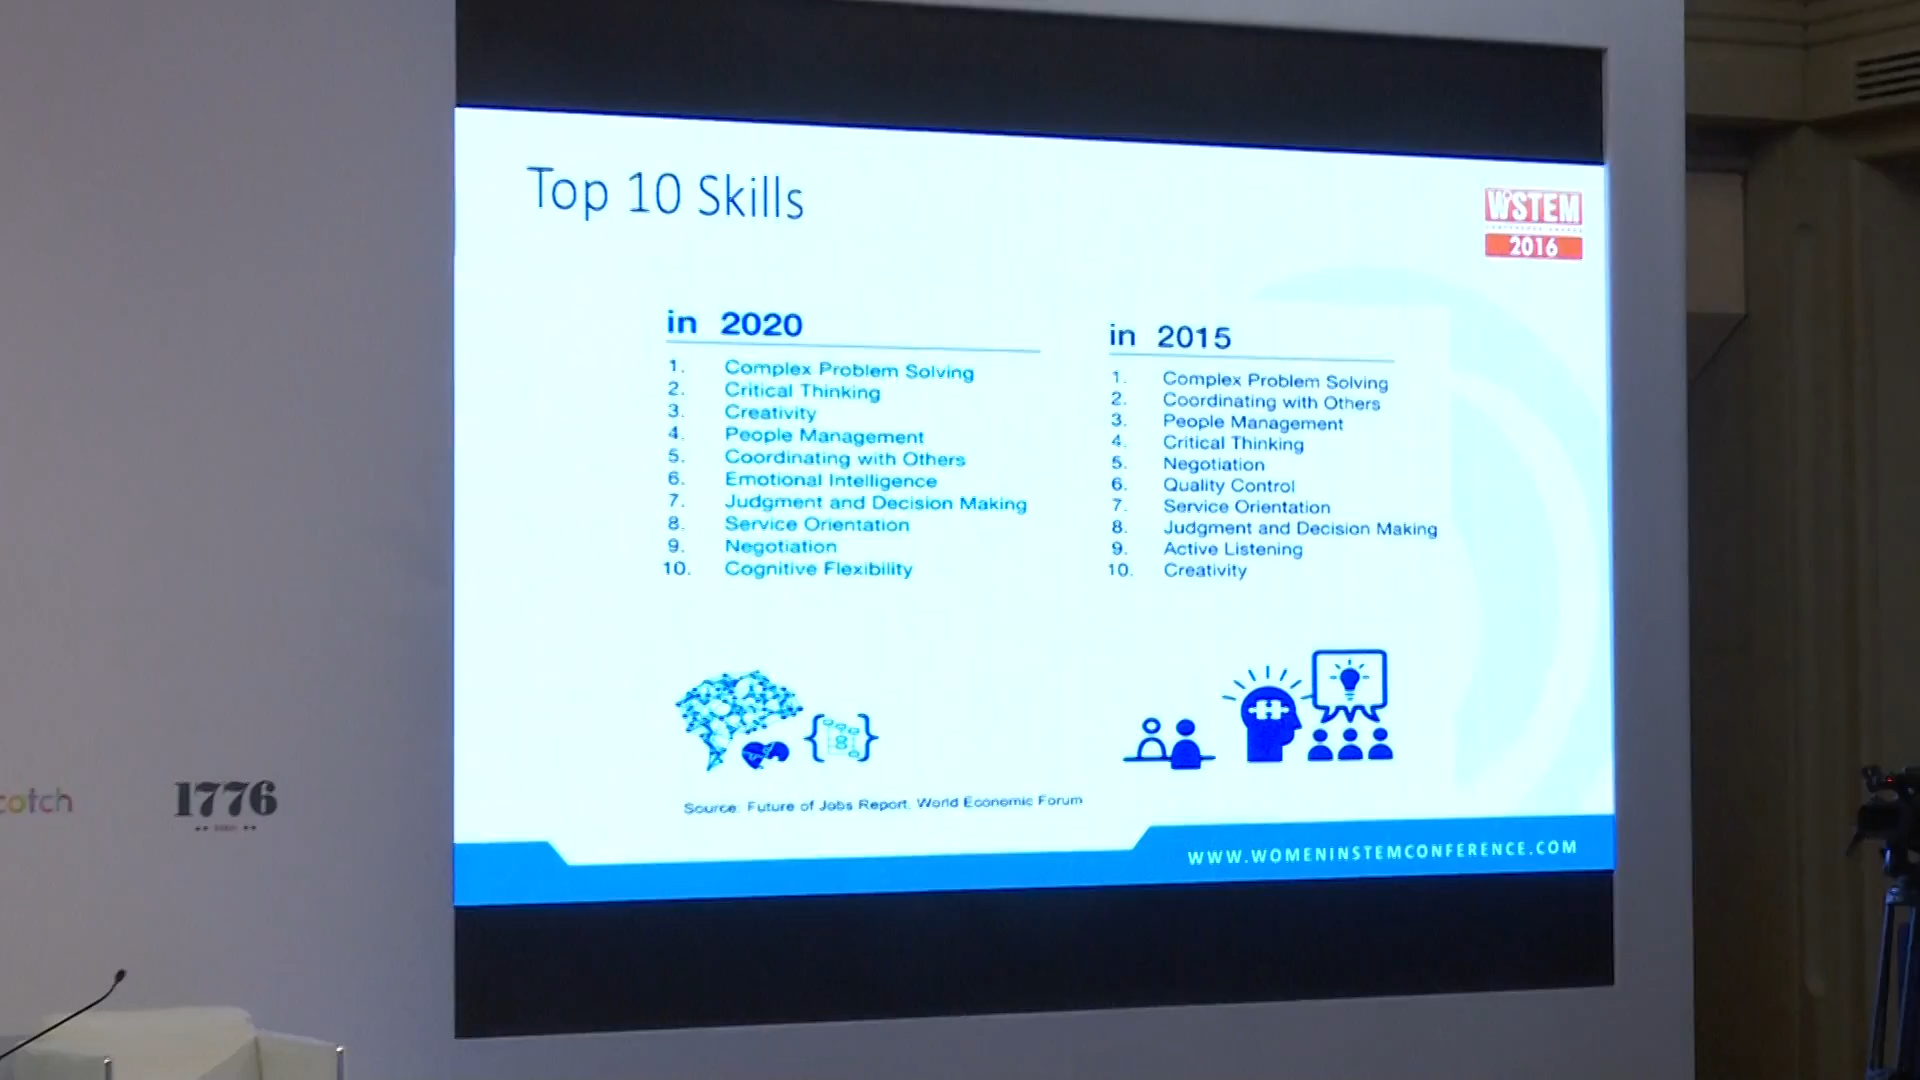 Top 10 Skills
WSTEM
2016
in 2020
1. Complex Problem Solving
2. Critical Thinking
3. Creativity
4. People Management
5. Coordinating with Others
6. Emotional Intelligence
7. Judgment and Decision Making
8. Service Orientation
9. Negotiation
10. Cognitive Flexibility
in 2015
1. Complex Problem Solving
2. Coordinating with Others
3. People Management
4. Critical Thinking
5. Negotiation
6. Quality Control
7. Service Orientation
8. Judgment and Decision Making
9. Active Listening
10. Creativity
Source: Future of Jobs Report, World Economic Forum
WWW.WOMENINSTEMCONFERENCE.COM
cotch
1776